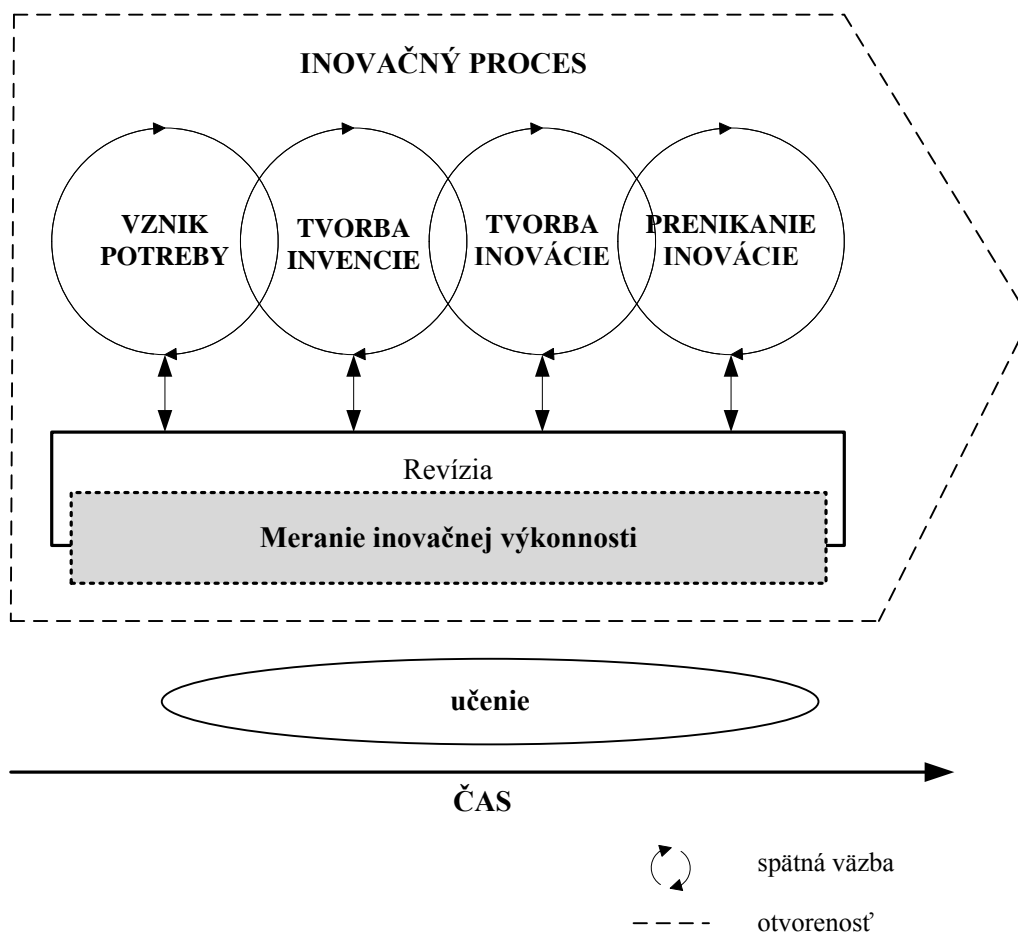 INOVAČNÝ PROCES
VZNIK
POTREBY
TVORBA
INVENCIE
TVORBA
INOVÁCIE
PRENIKANIE
INOVÁCIE
Revízia
Meranie inovačnej výkonnosti
učenie
ČAS
spätná väzba
otvorenosť